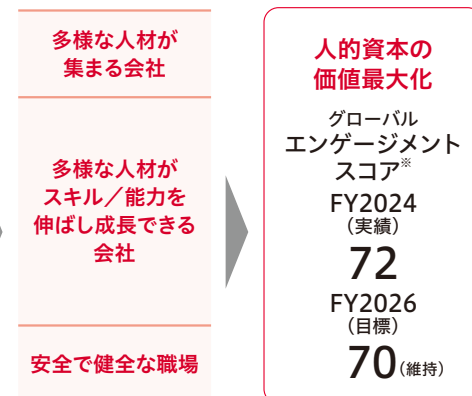 多様な人材が
集まる会社
多様な人材が
スキル／能力を
伸ばし成長できる
会社
安全で健全な職場
人的資本の
価値最大化
グローバル
エンゲージメント
スコア※
FY2024
（実績）
72
FY2026
（目標）
70（維持）